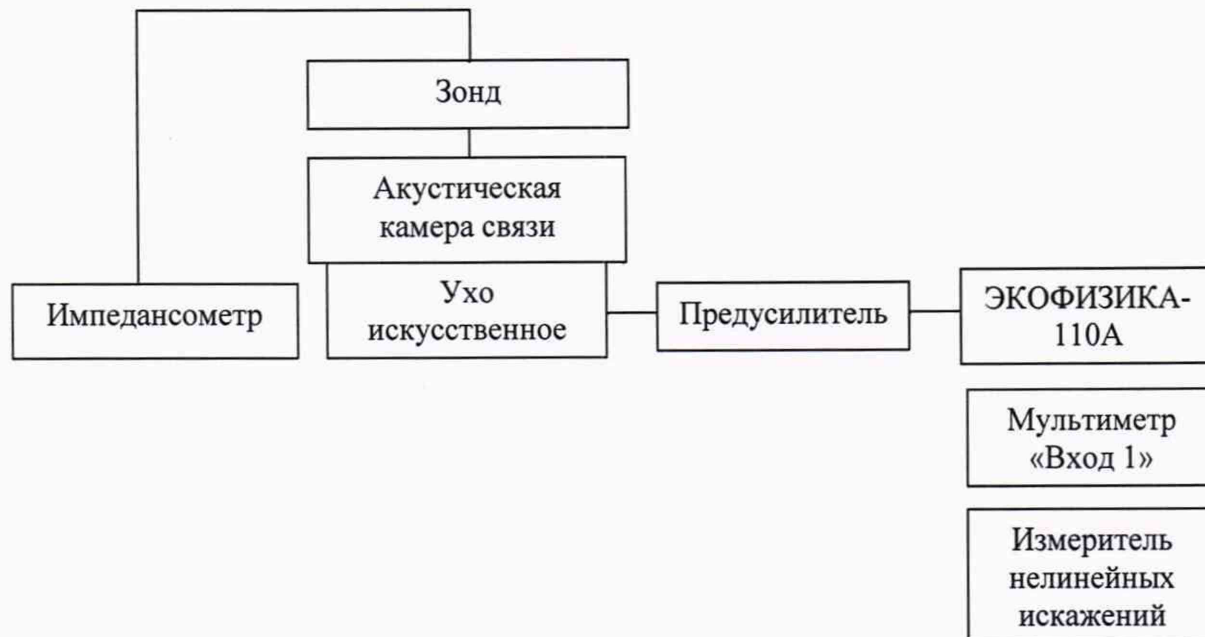 Зонд
Акустическая
камера связи
Импедансометр
Ухо
искусственное
Предусилитель
ЭКОФИЗИКА-
110А
Мультиметр
«Вход 1»
Измеритель
нелинейных
искажений